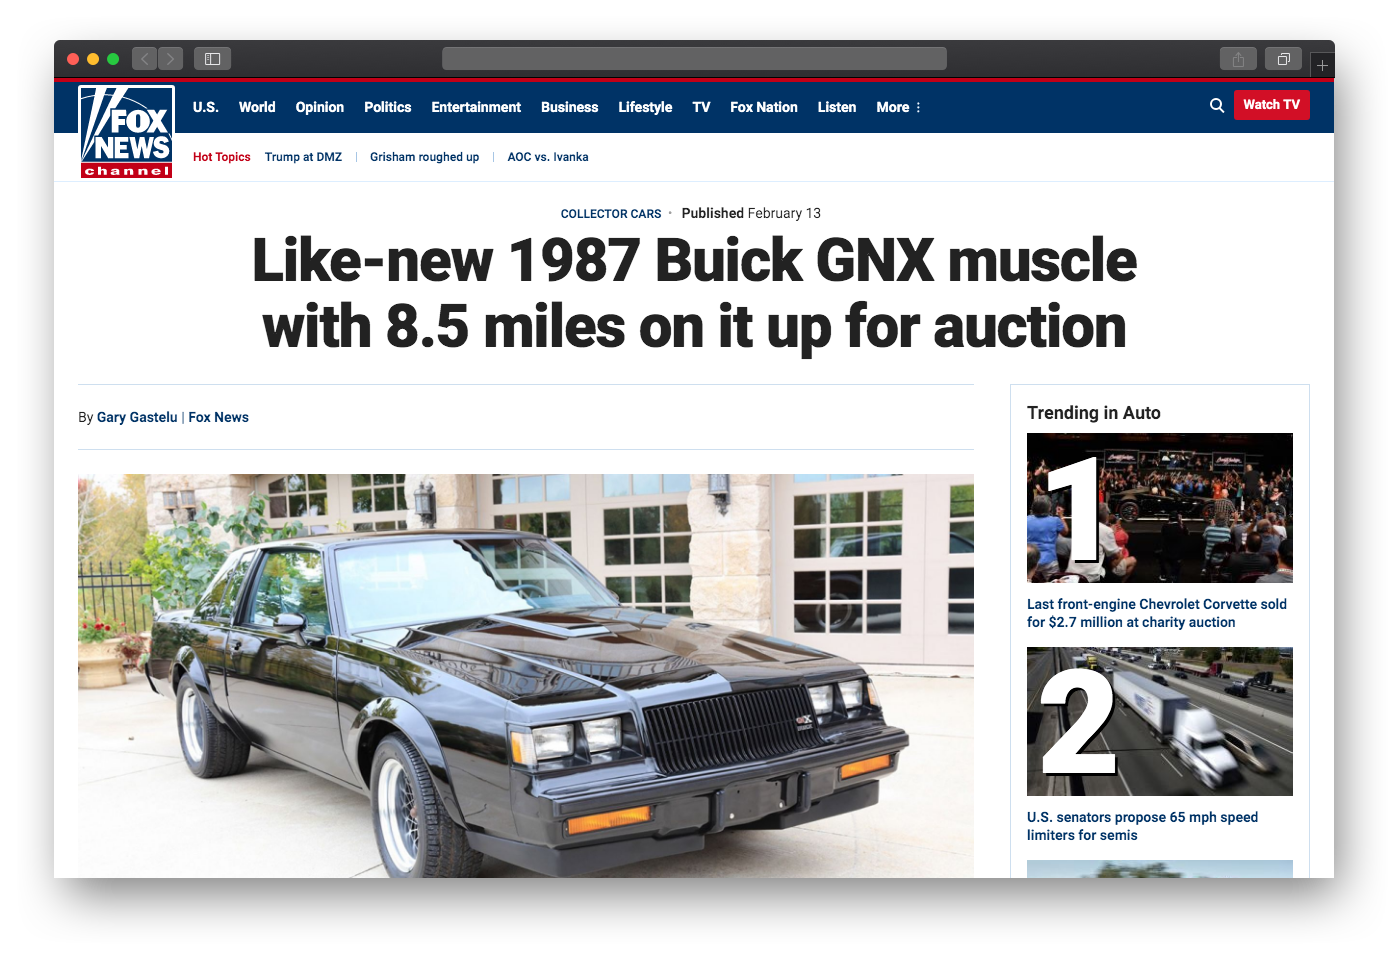 FOX
NEWS
channel
U.S. World Opinion Politics Entertainment Business Lifestyle TV Fox Nation Listen More Watch TV
Hot Topics Trump at DMZ Grisham roughed up AOC vs. Ivanka
COLLECTOR CARS · Published February 13
Like-new 1987 Buick GNX muscle
with 8.5 miles on it up for auction
By Gary Gastelu | Fox News
Trending in Auto
1
Last front-engine Chevrolet Corvette sold
for $2.7 million at charity auction
2
U.S. senators propose 65 mph speed
limiters for semis